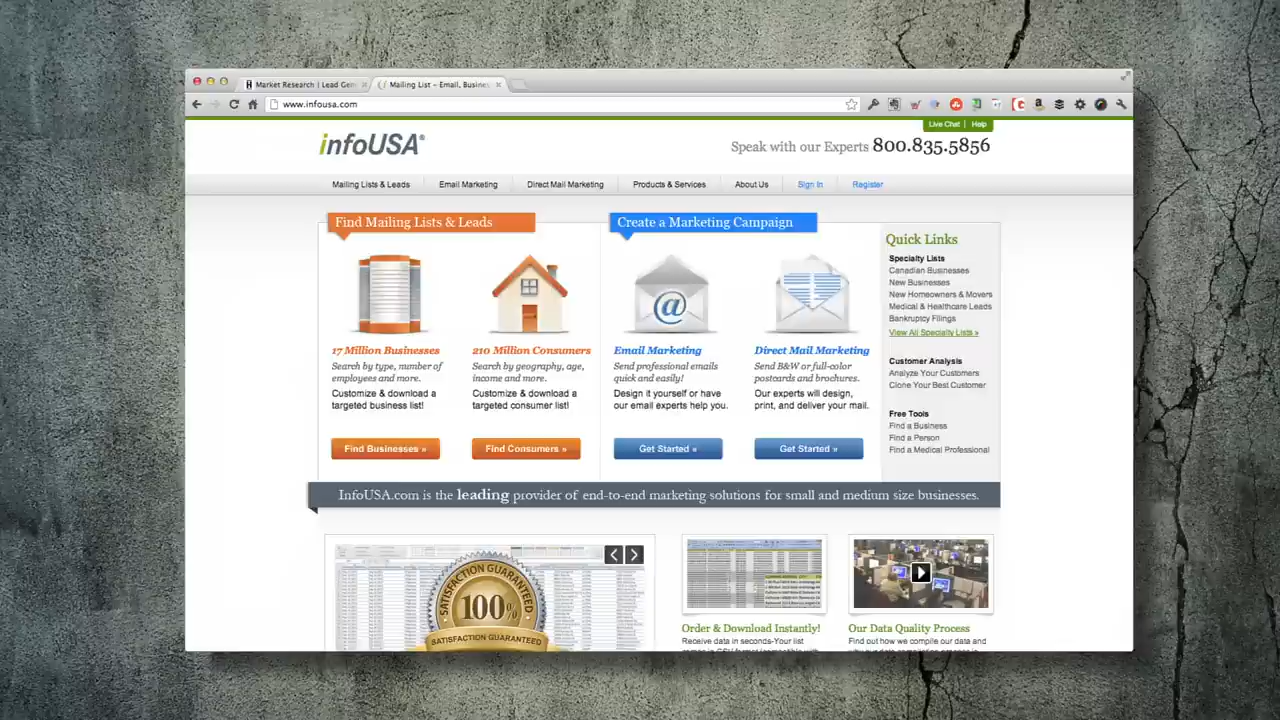 Market Research | Lead Gen
Mailing List – Email, Busines
www.infousa.com
Live Chat | Help
infoUSA®
Speak with our Experts 800.835.5856
Mailing Lists & Leads
Email Marketing
Direct Mail Marketing
Products & Services
About Us
Sign In
Register
Find Mailing Lists & Leads
17 Million Businesses
Search by type, number of
employees and more.
Customize & download a
targeted business list!
Find Businesses »
210 Million Consumers
Search by geography, age,
income and more.
Customize & download a
targeted consumer list!
Find Consumers »
Create a Marketing Campaign
@
Email Marketing
Send professional emails
quick and easily!
Design it yourself or have
our email experts help you.
Get Started »
Direct Mail Marketing
Send B&W or full-color
postcards and brochures.
Our experts will design,
print, and deliver your mail.
Get Started »
Quick Links
Specialty Lists
Canadian Businesses
New Businesses
New Homeowners & Movers
Medical & Healthcare Leads
Bankruptcy Filings
View All Specialty Lists »
Customer Analysis
Analyze Your Customers
Clone Your Best Customer
Free Tools
Find a Business
Find a Person
Find a Medical Professional
InfoUSA.com is the leading provider of end-to-end marketing solutions for small and medium size businesses.
SATISFACTION GUARANTEED
100%
SATISFACTION GUARANTEED
Order & Download Instantly!
Receive data in seconds-Your list
Our Data Quality Process
Find out how we compile our data and